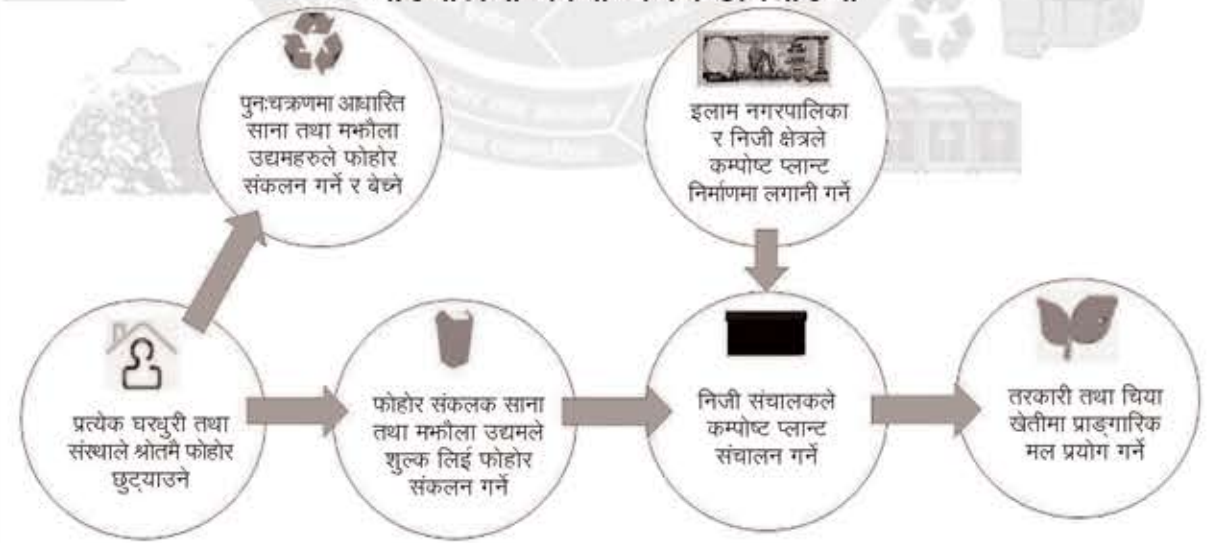 पुनःचक्रणमा आधारित
साना तथा मझौला
उद्यमहरुले फोहोर
संकलन गर्ने र बेच्ने
इलाम नगरपालिका
र निजी क्षेत्रले
कम्पोष्ट प्लान्ट
निर्माणमा लगानी गर्ने
प्रत्येक घरधुरी तथा
संस्थाले श्रोतमै फोहोर
छुट्याउने
फोहोर संकलक साना
तथा मझौला उद्यमले
शुल्क लिई फोहोर
संकलन गर्ने
निजी संचालकले
कम्पोष्ट प्लान्ट
संचालन गर्ने
तरकारी तथा चिया
खेतीमा प्राङ्गारिक
मल प्रयोग गर्ने